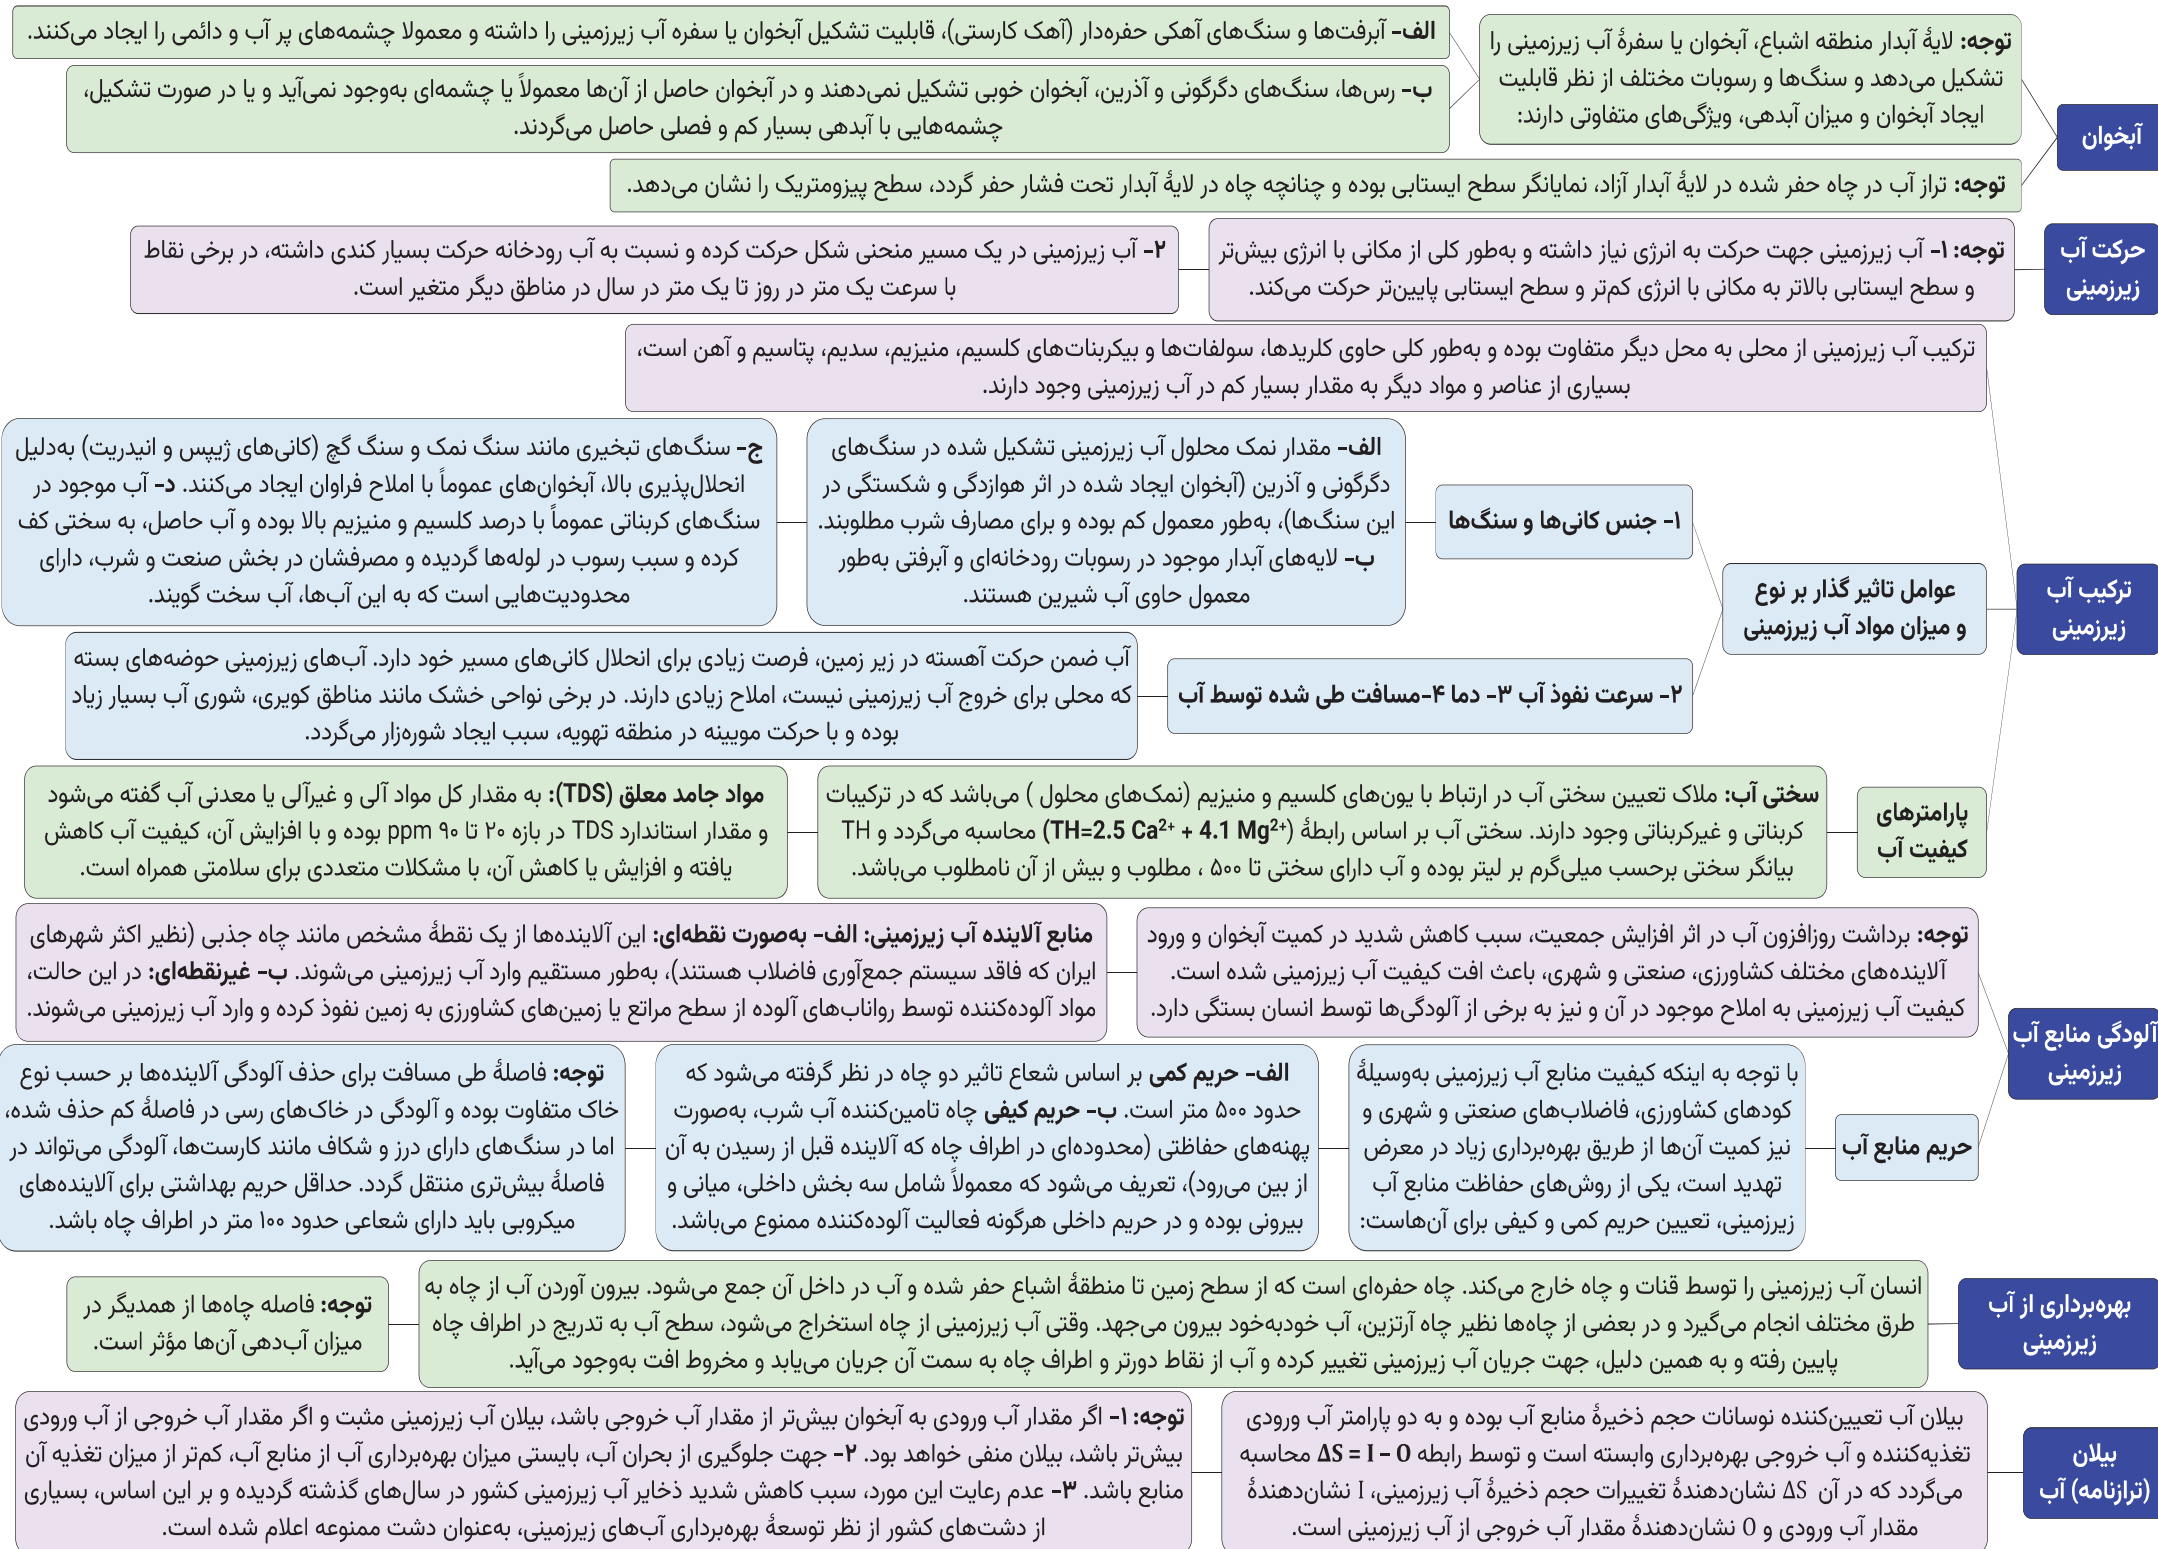 آبخوان
توجه: لایهٔ آبدار منطقه اشباع، آبخوان یا سفرهٔ آب زیرزمینی را
تشکیل می‌دهد و سنگ‌ها و رسوبات مختلف از نظر قابلیت
ایجاد آبخوان و میزان آبدهی، ویژگی‌های متفاوتی دارند:
الف- آبرفت‌ها و سنگ‌های آهکی حفره‌دار (آهک کارستی)، قابلیت تشکیل آبخوان یا سفره آب زیرزمینی را داشته و معمولا چشمه‌های پر آب و دائمی را ایجاد می‌کنند.
ب- رس‌ها، سنگ‌های دگرگونی و آذرین، آبخوان خوبی تشکیل نمی‌دهند و در آبخوان حاصل از آن‌ها معمولاً یا چشمه‌ای به‌وجود نمی‌آید و یا در صورت تشکیل،
چشمه‌هایی با آبدهی بسیار کم و فصلی حاصل می‌گردند.
توجه: تراز آب در چاه حفر شده در لایهٔ آبدار آزاد، نمایانگر سطح ایستابی بوده و چنانچه چاه در لایهٔ آبدار تحت فشار حفر گردد، سطح پیزومتریک را نشان می‌دهد.
حرکت آب
زیرزمینی
توجه: ۱- آب زیرزمینی جهت حرکت به انرژی نیاز داشته و به‌طور کلی از مکانی با انرژی بیش‌تر
و سطح ایستابی بالاتر به مکانی با انرژی کم‌تر و سطح ایستابی پایین‌تر حرکت می‌کند.
۲- آب زیرزمینی در یک مسیر منحنی شکل حرکت کرده و نسبت به آب رودخانه حرکت بسیار کندی داشته، در برخی نقاط
با سرعت یک متر در روز تا یک متر در سال در مناطق دیگر متغیر است.
ترکیب آب
زیرزمینی
ترکیب آب زیرزمینی از محلی به محل دیگر متفاوت بوده و به‌طور کلی حاوی کلریدها، سولفات‌ها و بیکربنات‌های کلسیم، منیزیم، سدیم، پتاسیم و آهن است،
بسیاری از عناصر و مواد دیگر به مقدار بسیار کم در آب زیرزمینی وجود دارند.
عوامل تاثیر گذار بر نوع
و میزان مواد آب زیرزمینی
۱- جنس کانی‌ها و سنگ‌ها
الف- مقدار نمک محلول آب زیرزمینی تشکیل شده در سنگ‌های
دگرگونی و آذرین (آبخوان ایجاد شده در اثر هوازدگی و شکستگی در
این سنگ‌ها)، به‌طور معمول کم بوده و برای مصارف شرب مطلوبند.
ب- لایه‌های آبدار موجود در رسوبات رودخانه‌ای و آبرفتی به‌طور
معمول حاوی آب شیرین هستند.
ج- سنگ‌های تبخیری مانند سنگ نمک و سنگ گچ (کانی‌های ژیپس و انیدریت) به‌دلیل
انحلال‌پذیری بالا، آبخوان‌های عموماً با املاح فراوان ایجاد می‌کنند. د- آب موجود در
سنگ‌های کربناتی عموماً با درصد کلسیم و منیزیم بالا بوده و آب حاصل، به سختی کف
کرده و سبب رسوب در لوله‌ها گردیده و مصرفشان در بخش صنعت و شرب، دارای
محدودیت‌هایی است که به این آب‌ها، آب سخت گویند.
۲- سرعت نفوذ آب ۳- دما ۴-مسافت طی شده توسط آب
آب ضمن حرکت آهسته در زیر زمین، فرصت زیادی برای انحلال کانی‌های مسیر خود دارد. آب‌های زیرزمینی حوضه‌های بسته
که محلی برای خروج آب زیرزمینی نیست، املاح زیادی دارند. در برخی نواحی خشک مانند مناطق کویری، شوری آب بسیار زیاد
بوده و با حرکت مویینه در منطقه تهویه، سبب ایجاد شوره‌زار می‌گردد.
پارامترهای
کیفیت آب
سختی آب: ملاک تعیین سختی آب در ارتباط با یون‌های کلسیم و منیزیم (نمک‌های محلول ) می‌باشد که در ترکیبات
کربناتی و غیرکربناتی وجود دارند. سختی آب بر اساس رابطهٔ (TH=2.5 Ca²⁺ + 4.1 Mg²⁺) محاسبه می‌گردد و TH
بیانگر سختی برحسب میلی‌گرم بر لیتر بوده و آب دارای سختی تا ۵۰۰ ، مطلوب و بیش از آن نامطلوب می‌باشد.
مواد جامد معلق (TDS): به مقدار کل مواد آلی و غیرآلی یا معدنی آب گفته می‌شود
و مقدار استاندارد TDS در بازه ۲۰ تا ۹۰ ppm بوده و با افزایش آن، کیفیت آب کاهش
یافته و افزایش یا کاهش آن، با مشکلات متعددی برای سلامتی همراه است.
آلودگی منابع آب
زیرزمینی
توجه: برداشت روزافزون آب در اثر افزایش جمعیت، سبب کاهش شدید در کمیت آبخوان و ورود
آلاینده‌های مختلف کشاورزی، صنعتی و شهری، باعث افت کیفیت آب زیرزمینی شده است.
کیفیت آب زیرزمینی به املاح موجود در آن و نیز به برخی از آلودگی‌ها توسط انسان بستگی دارد.
منابع آلاینده آب زیرزمینی: الف- به‌صورت نقطه‌ای: این آلاینده‌ها از یک نقطهٔ مشخص مانند چاه جذبی (نظیر اکثر شهرهای
ایران که فاقد سیستم جمع‌آوری فاضلاب هستند)، به‌طور مستقیم وارد آب زیرزمینی می‌شوند. ب- غیرنقطه‌ای: در این حالت،
مواد آلوده‌کننده توسط رواناب‌های آلوده از سطح مراتع یا زمین‌های کشاورزی به زمین نفوذ کرده و وارد آب زیرزمینی می‌شوند.
حریم منابع آب
با توجه به اینکه کیفیت منابع آب زیرزمینی به‌وسیلهٔ
کودهای کشاورزی، فاضلاب‌های صنعتی و شهری و
نیز کمیت آن‌ها از طریق بهره‌برداری زیاد در معرض
تهدید است، یکی از روش‌های حفاظت منابع آب
زیرزمینی، تعیین حریم کمی و کیفی برای آن‌هاست:
الف- حریم کمی بر اساس شعاع تاثیر دو چاه در نظر گرفته می‌شود که
حدود ۵۰۰ متر است. ب- حریم کیفی چاه تامین‌کننده آب شرب، به‌صورت
پهنه‌های حفاظتی (محدوده‌ای در اطراف چاه که آلاینده قبل از رسیدن به آن
از بین می‌رود)، تعریف می‌شود که معمولاً شامل سه بخش داخلی، میانی و
بیرونی بوده و در حریم داخلی هرگونه فعالیت آلوده‌کننده ممنوع می‌باشد.
توجه: فاصلهٔ طی مسافت برای حذف آلودگی آلاینده‌ها بر حسب نوع
خاک متفاوت بوده و آلودگی در خاک‌های رسی در فاصلهٔ کم حذف شده،
اما در سنگ‌های دارای درز و شکاف مانند کارست‌ها، آلودگی می‌تواند در
فاصلهٔ بیش‌تری منتقل گردد. حداقل حریم بهداشتی برای آلاینده‌های
میکروبی باید دارای شعاعی حدود ۱۰۰ متر در اطراف چاه باشد.
بهره‌برداری از آب
زیرزمینی
انسان آب زیرزمینی را توسط قنات و چاه خارج می‌کند. چاه حفره‌ای است که از سطح زمین تا منطقهٔ اشباع حفر شده و آب در داخل آن جمع می‌شود. بیرون آوردن آب از چاه به
طرق مختلف انجام می‌گیرد و در بعضی از چاه‌ها نظیر چاه آرتزین، آب خودبه‌خود بیرون می‌جهد. وقتی آب زیرزمینی از چاه استخراج می‌شود، سطح آب به تدریج در اطراف چاه
پایین رفته و به همین دلیل، جهت جریان آب زیرزمینی تغییر کرده و آب از نقاط دورتر و اطراف چاه به سمت آن جریان می‌یابد و مخروط افت به‌وجود می‌آید.
توجه: فاصله چاه‌ها از همدیگر در
میزان آب‌دهی آن‌ها مؤثر است.
بیلان
(ترازنامه) آب
بیلان آب تعیین‌کننده نوسانات حجم ذخیرهٔ منابع آب بوده و به دو پارامتر آب ورودی
تغذیه‌کننده و آب خروجی بهره‌برداری وابسته است و توسط رابطه ΔS = I − O محاسبه
می‌گردد که در آن ΔS نشان‌دهندهٔ تغییرات حجم ذخیرهٔ آب زیرزمینی، I نشان‌دهندهٔ
مقدار آب ورودی و O نشان‌دهندهٔ مقدار آب خروجی از آب زیرزمینی است.
توجه: ۱- اگر مقدار آب ورودی به آبخوان بیش‌تر از مقدار آب خروجی باشد، بیلان آب زیرزمینی مثبت و اگر مقدار آب خروجی از آب ورودی
بیش‌تر باشد، بیلان منفی خواهد بود. ۲- جهت جلوگیری از بحران آب، بایستی میزان بهره‌برداری آب از منابع آب، کم‌تر از میزان تغذیه آن
منابع باشد. ۳- عدم رعایت این مورد، سبب کاهش شدید ذخایر آب زیرزمینی کشور در سال‌های گذشته گردیده و بر این اساس، بسیاری
از دشت‌های کشور از نظر توسعهٔ بهره‌برداری آب‌های زیرزمینی، به‌عنوان دشت ممنوعه اعلام شده است.